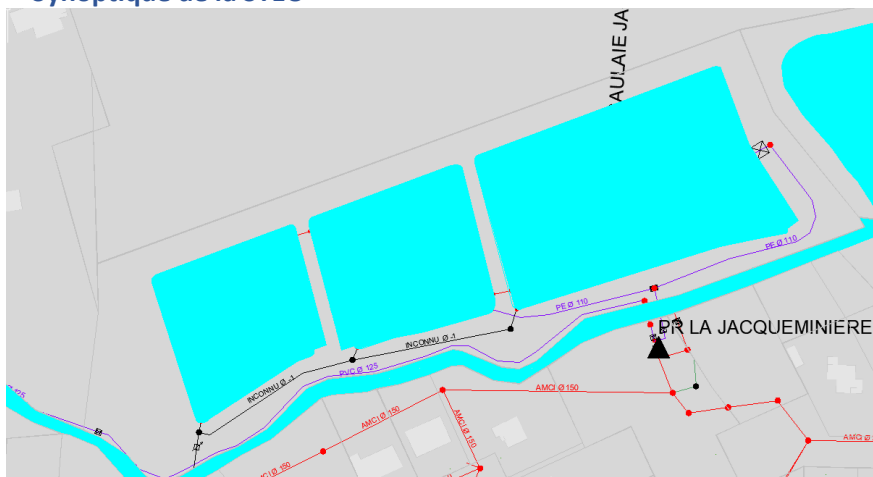 AULAIE JA
PE Ø 110
PE Ø 110
PR LA JACQUEMINIERE
INCONNU Ø -1
INCONNU Ø -1
PVC Ø 125
AMCI Ø 150
AMCI Ø 150
AMCI Ø 150
AMCI Ø